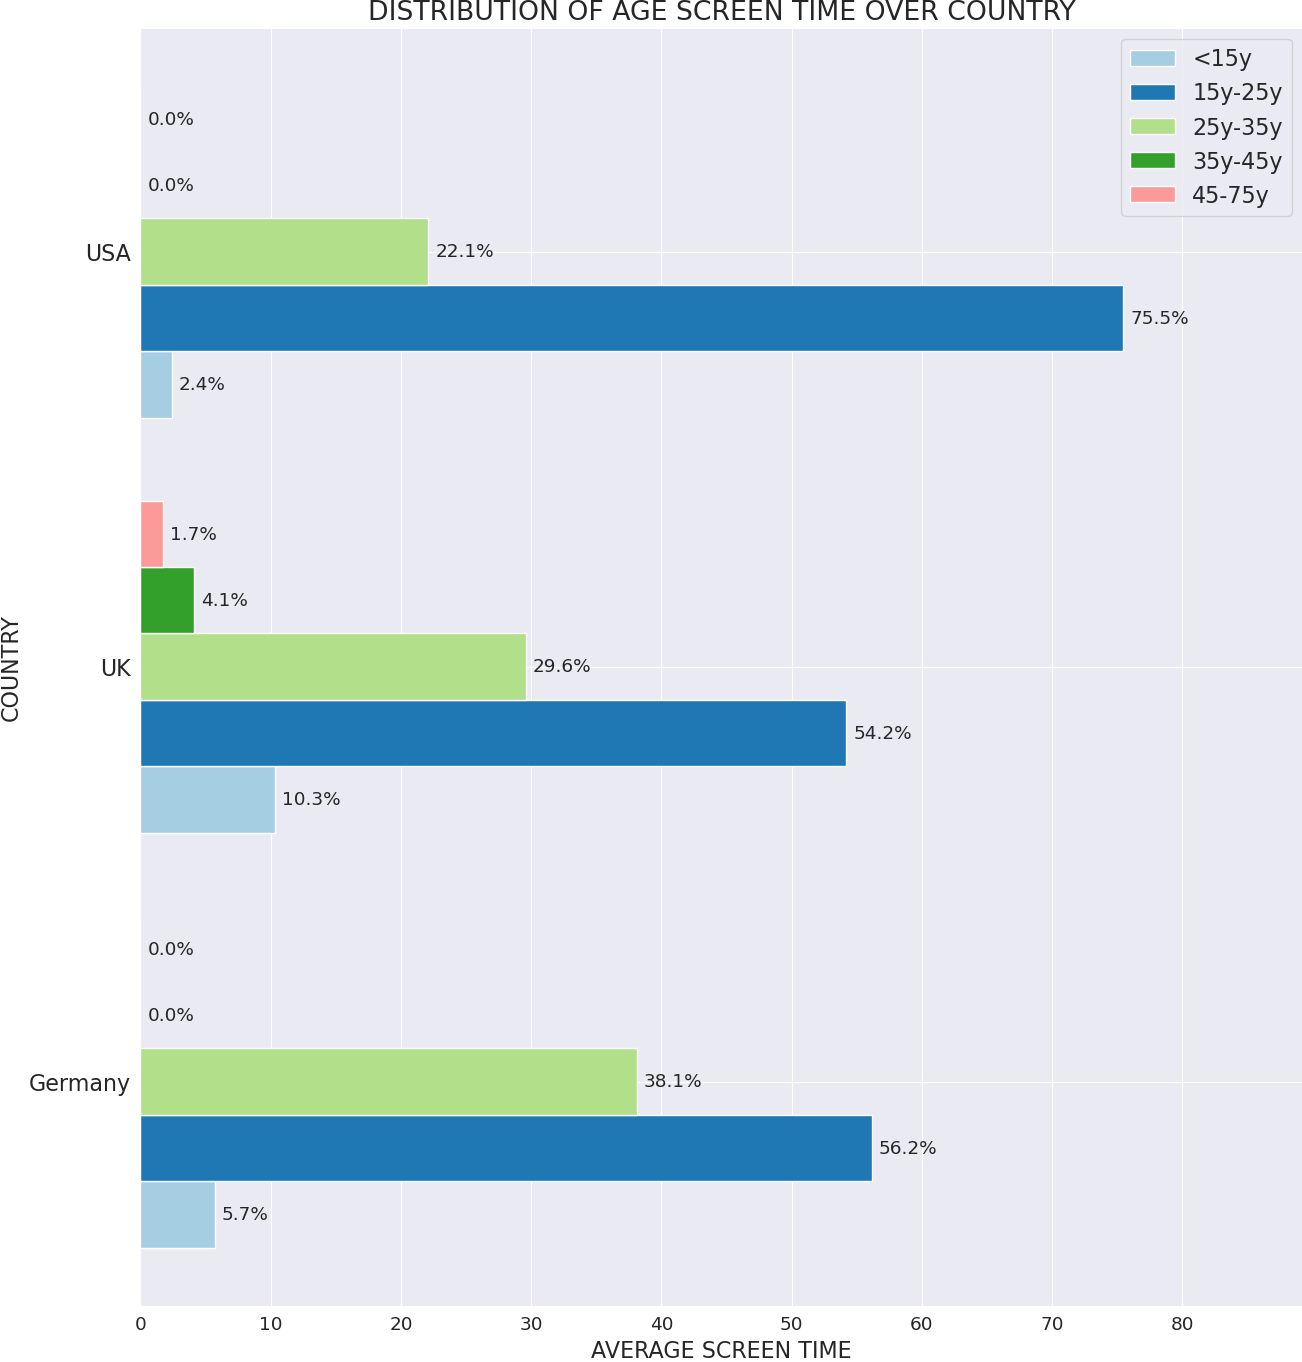 DISTRIBUTION OF AGE SCREEN TIME OVER COUNTRY
<15y
15y-25y
25y-35y
35y-45y
45-75y
0.0%
0.0%
USA
22.1%
75.5%
2.4%
1.7%
4.1%
UK
29.6%
54.2%
10.3%
COUNTRY
0.0%
0.0%
Germany
38.1%
56.2%
5.7%
0 10 20 30 40 50 60 70 80
AVERAGE SCREEN TIME